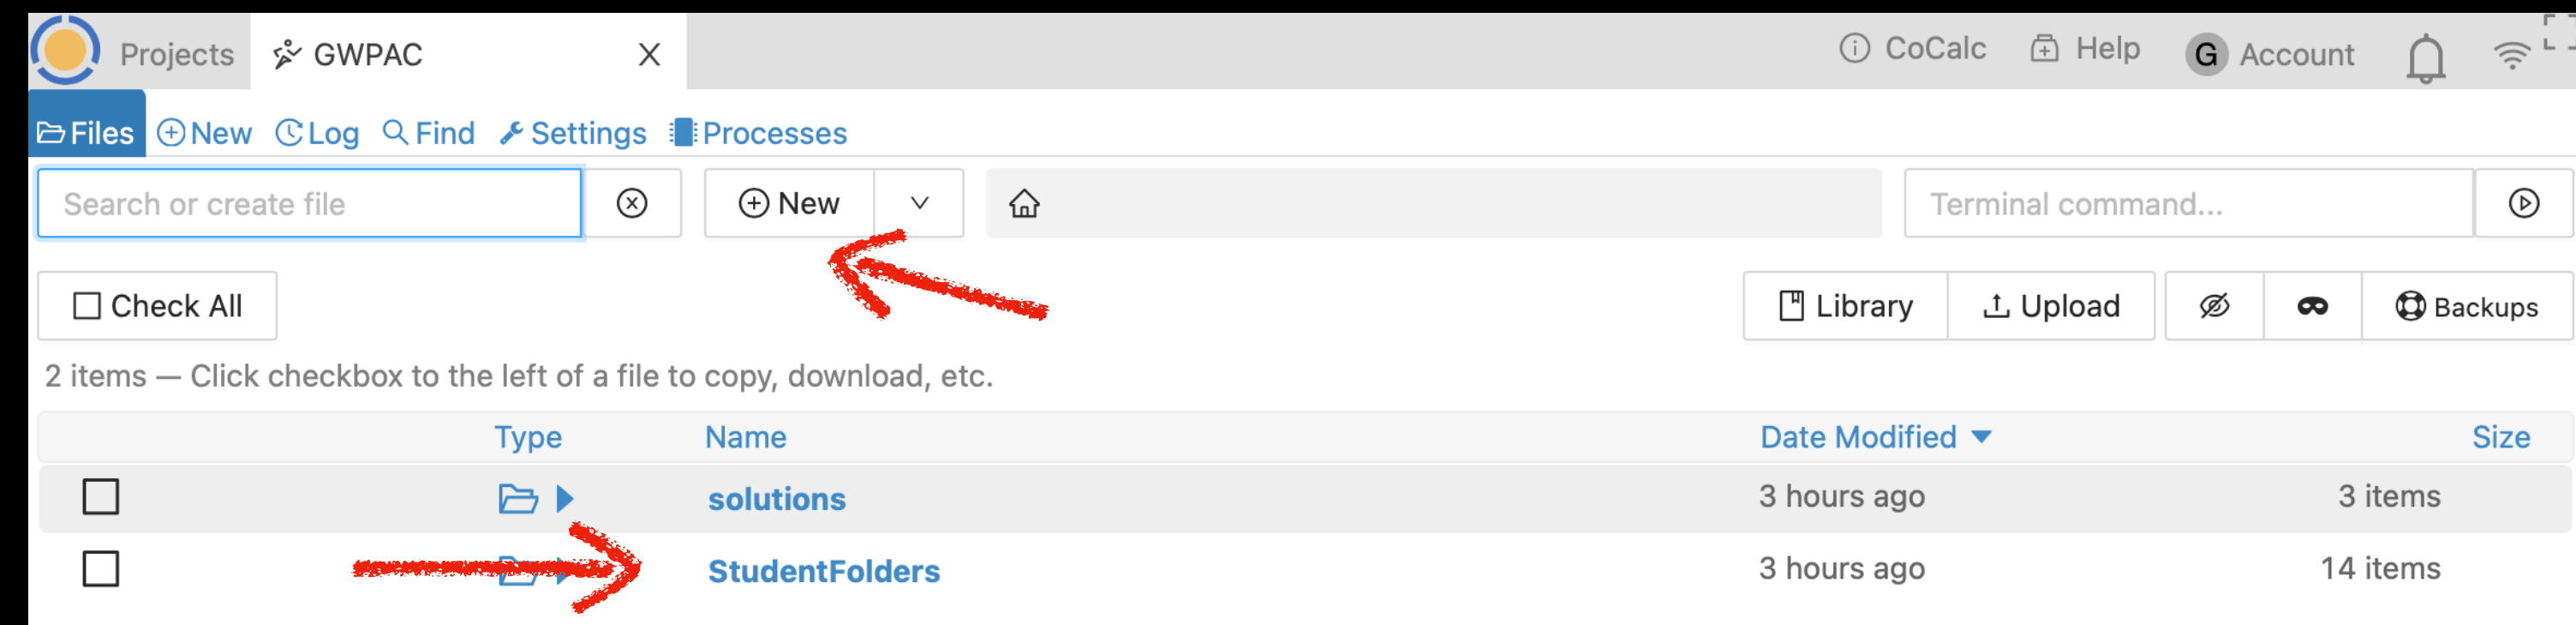 Projects GWPAC X CoCalc Help G Account
Files New Log Find Settings Processes
Search or create file New Terminal command...
Check All Library Upload Backups
2 items — Click checkbox to the left of a file to copy, download, etc.
Type Name Date Modified Size
solutions 3 hours ago 3 items
StudentFolders 3 hours ago 14 items